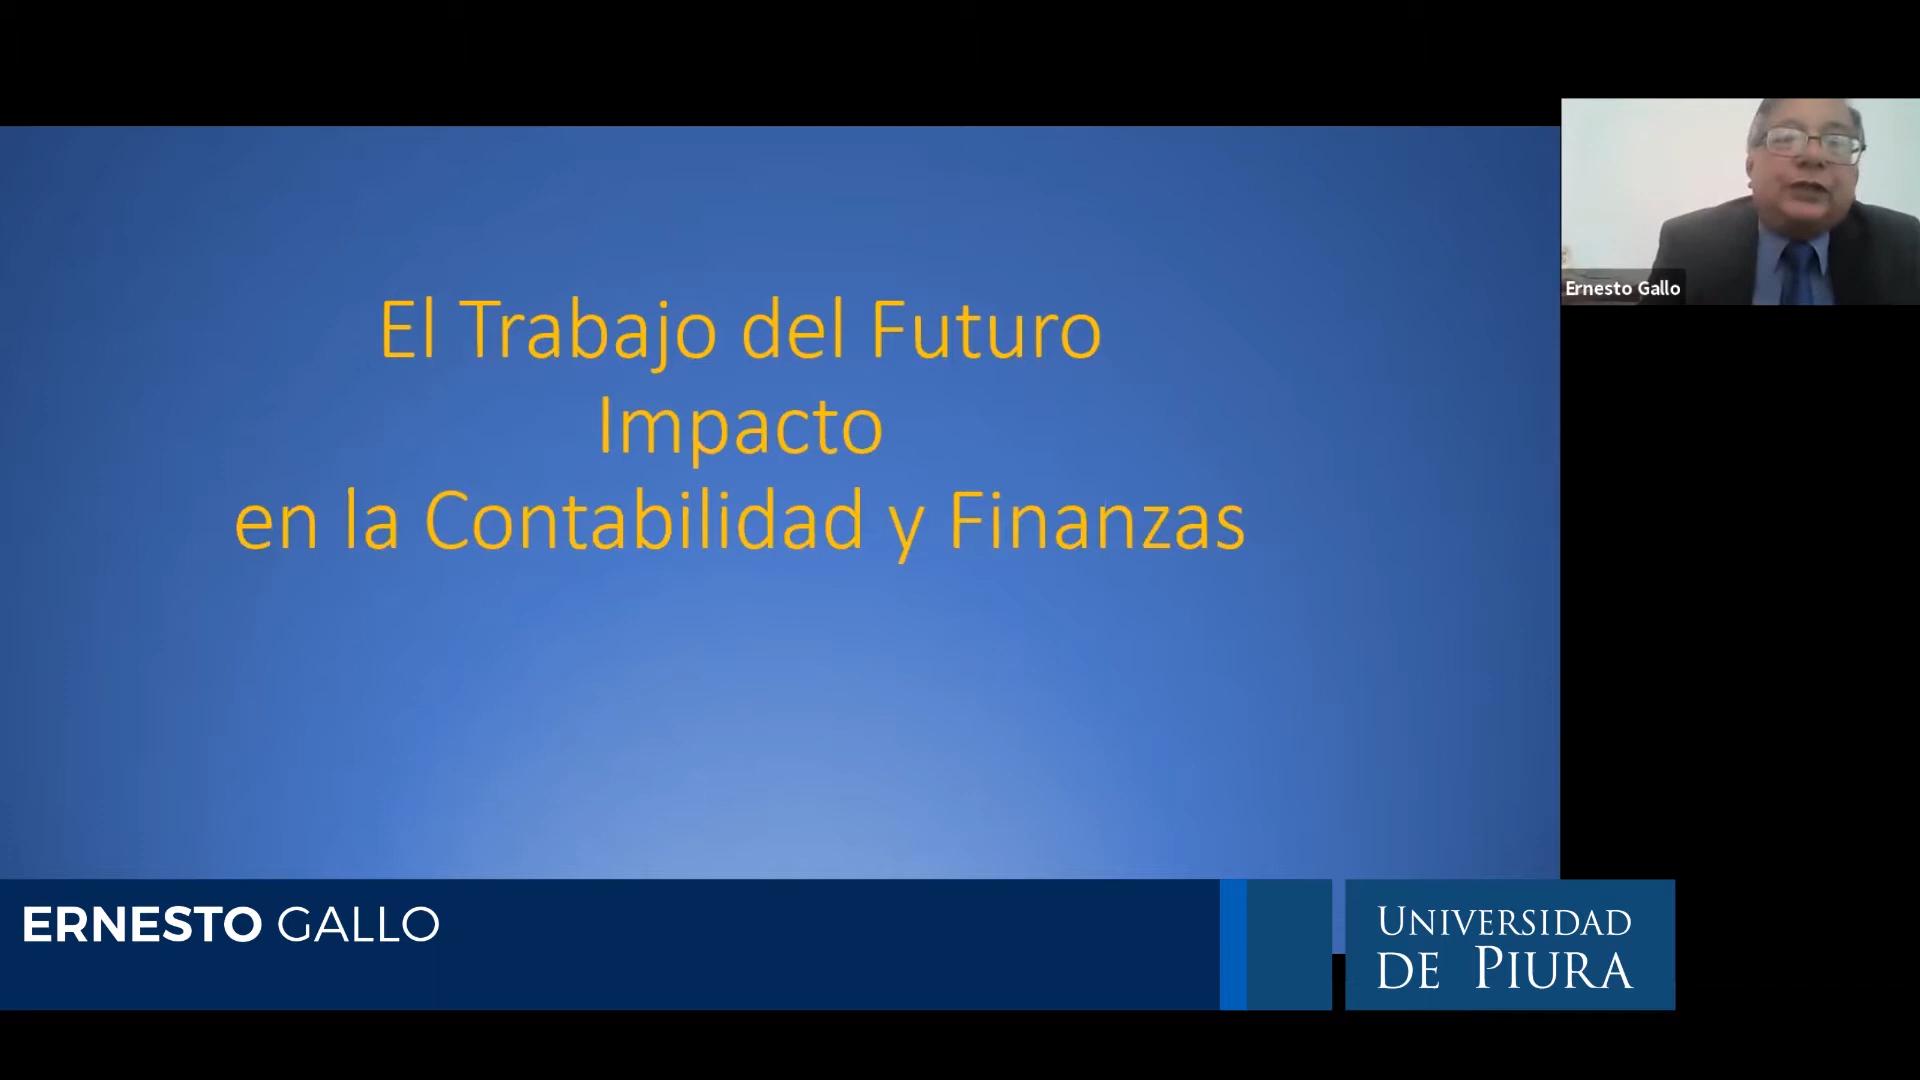 El Trabajo del Futuro
Impacto
en la Contabilidad y Finanzas
Ernesto Gallo
ERNESTO GALLO
UNIVERSIDAD
DE PIURA